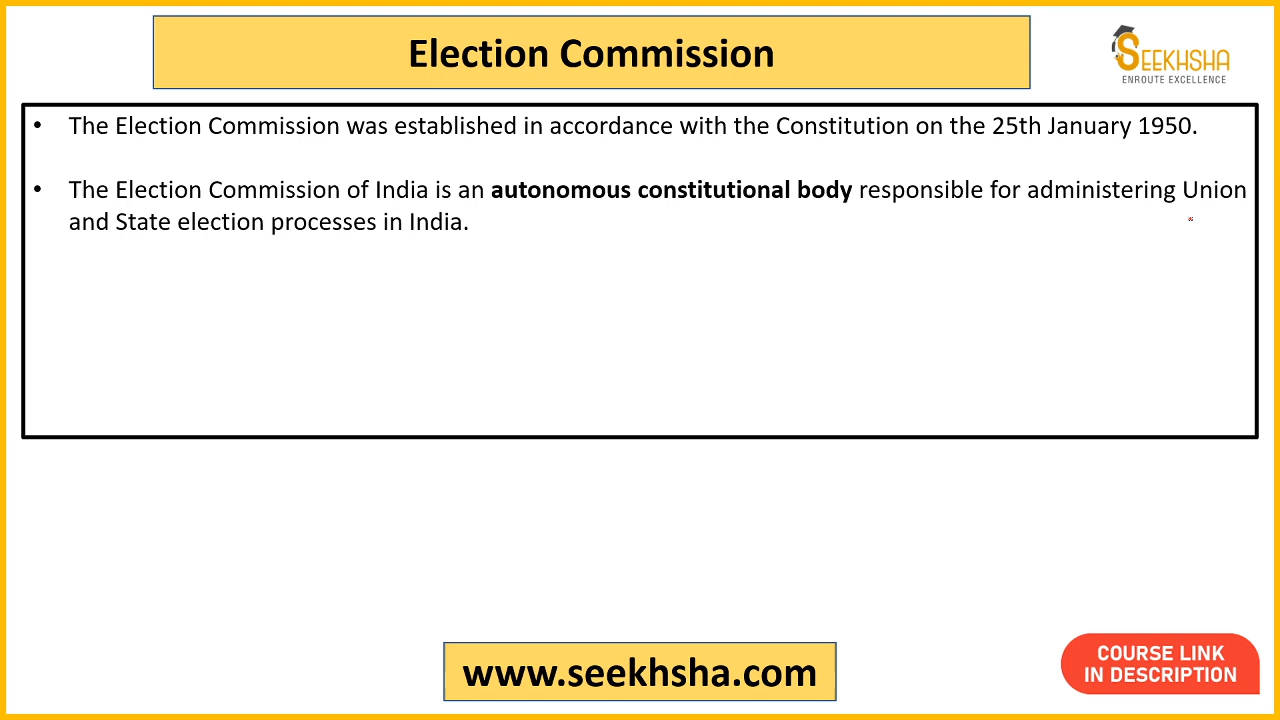 Election Commission
SEEKHSHA
ENROUTE EXCELLENCE
• The Election Commission was established in accordance with the Constitution on the 25th January 1950.
• The Election Commission of India is an autonomous constitutional body responsible for administering Union
and State election processes in India.
www.seekhsha.com
COURSE LINK
IN DESCRIPTION